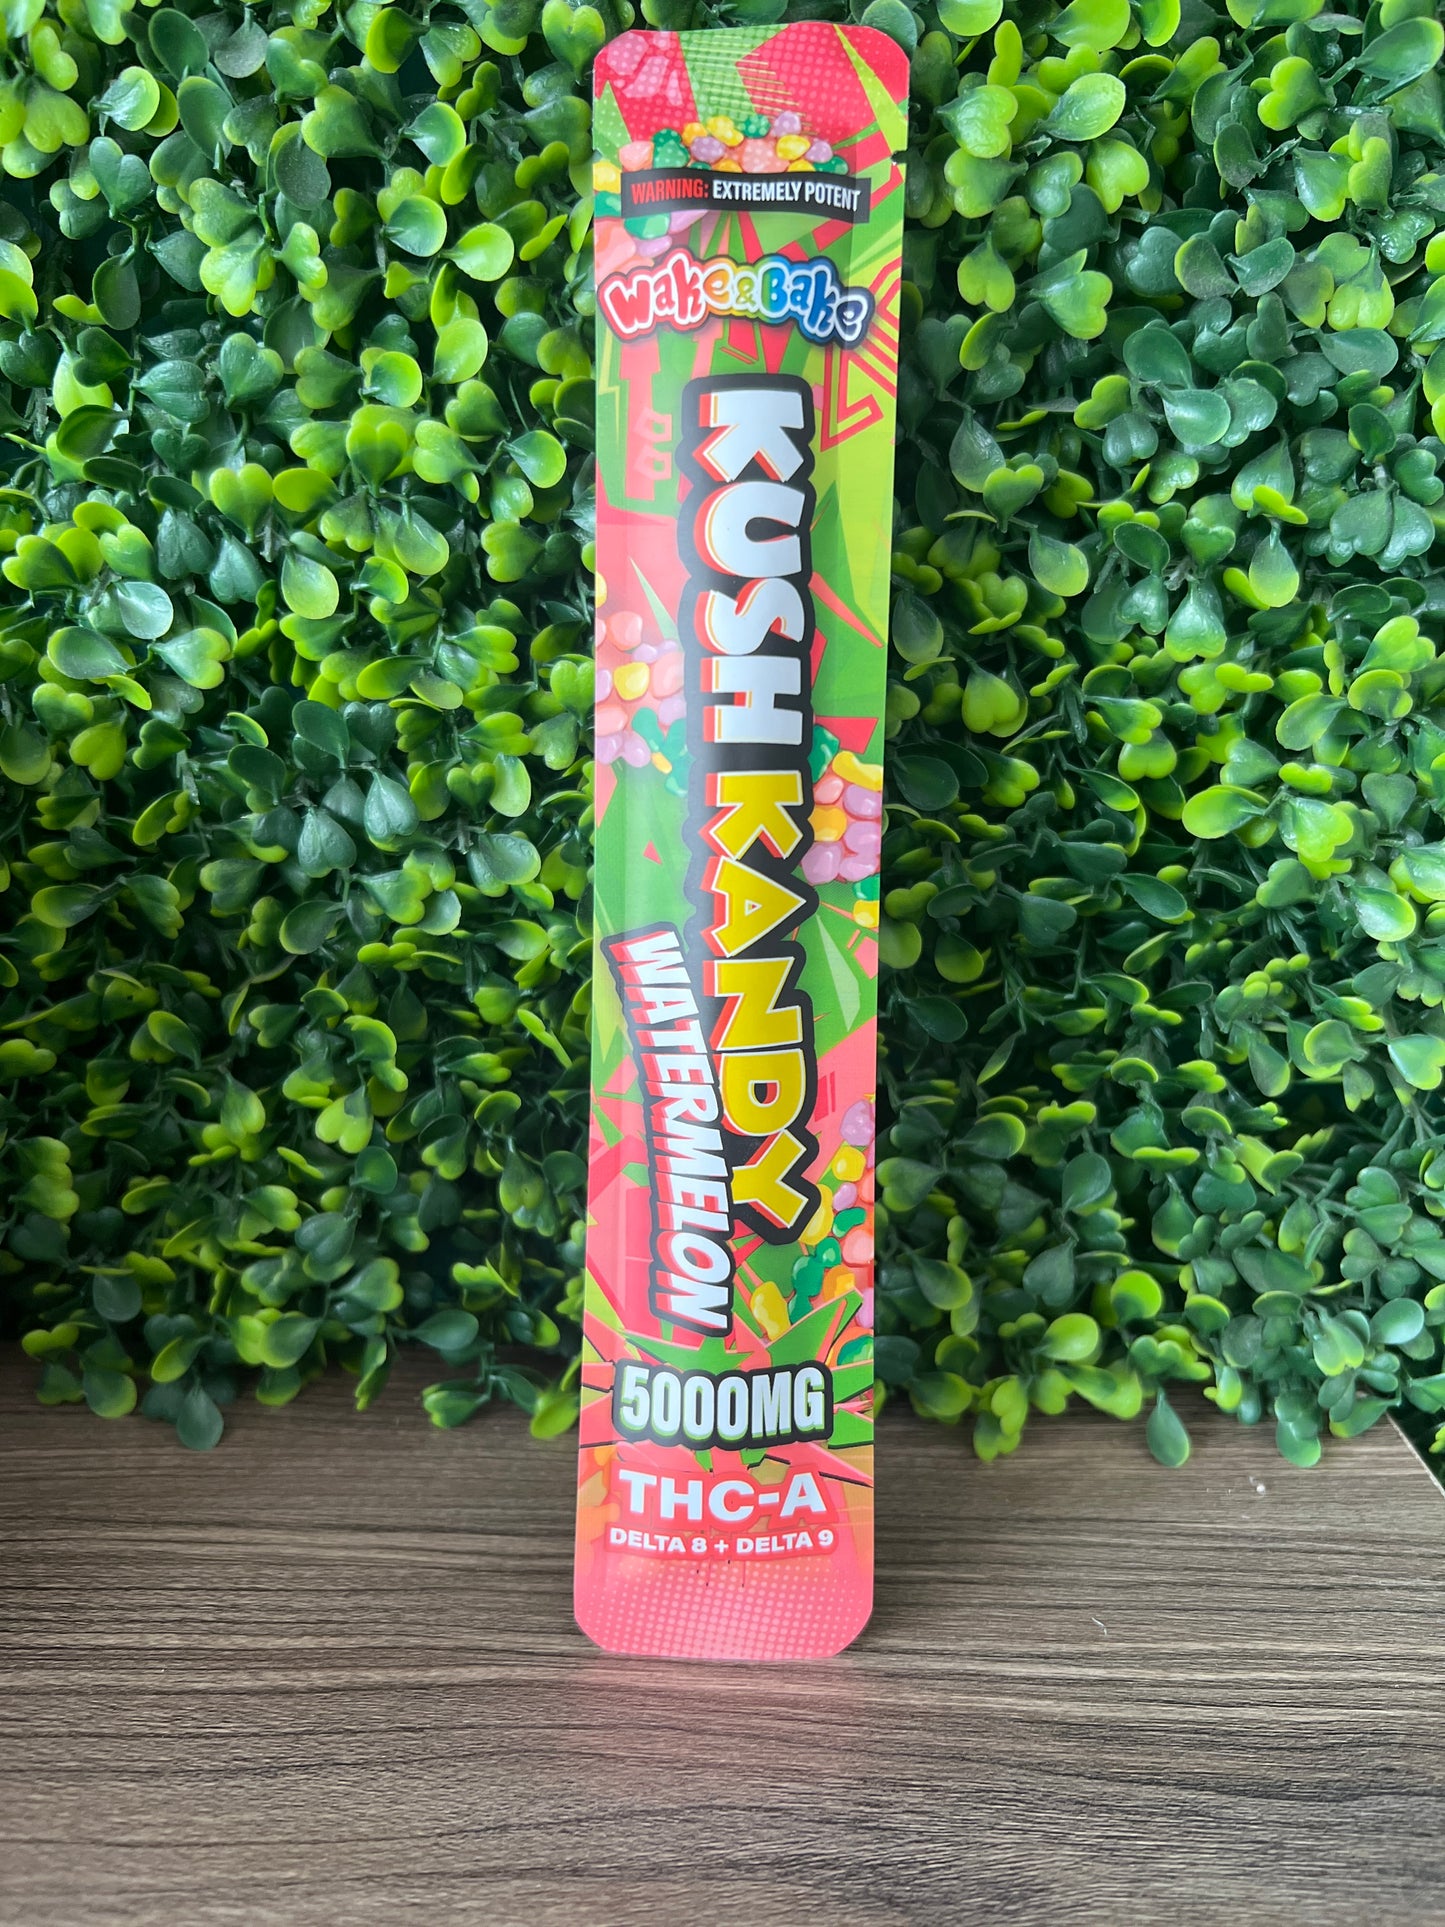 WARNING: EXTREMELY POTENT
Wake&Bake
KUSH KANDY
WATERMELON
5000MG
THC-A
DELTA 8 + DELTA 9